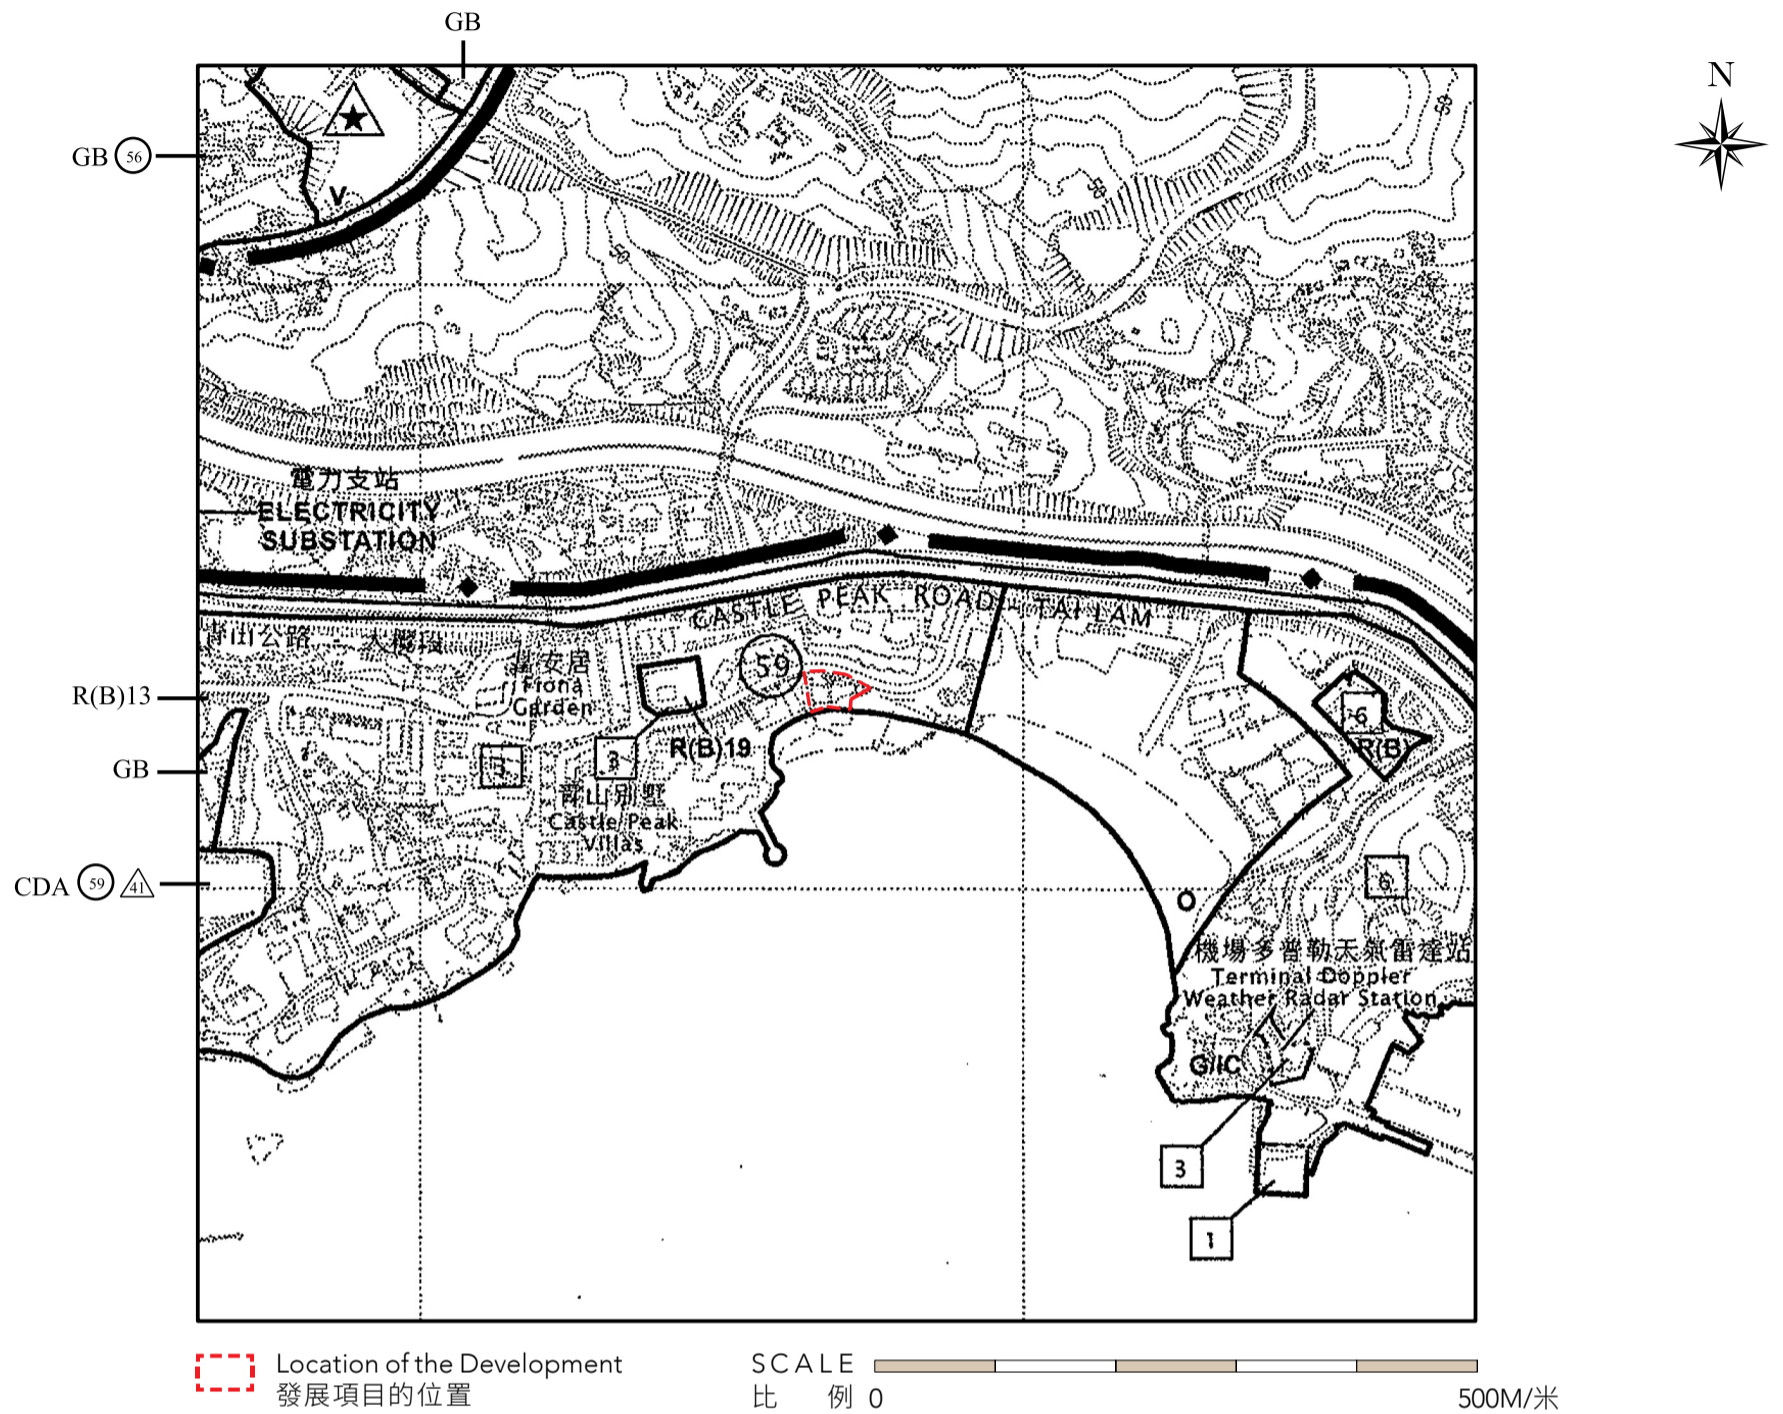 GB
N
GB 56
V
50
50
50
電力支站
ELECTRICITY
SUBSTATION
CASTLE PEAK ROAD - TAI LAM
青山公路 - 大欖段
59
安居
Fiona
Garden
R(B)13
6
R(B)
3
3
R(B)19
GB
青山別墅
Castle Peak
Villas
CDA 59 41
6
O
機場多普勒天氣雷達站
Terminal Doppler
Weather Radar Station
G/IC
3
1
Location of the Development
發展項目的位置
SCALE
比 例 0 500M/米